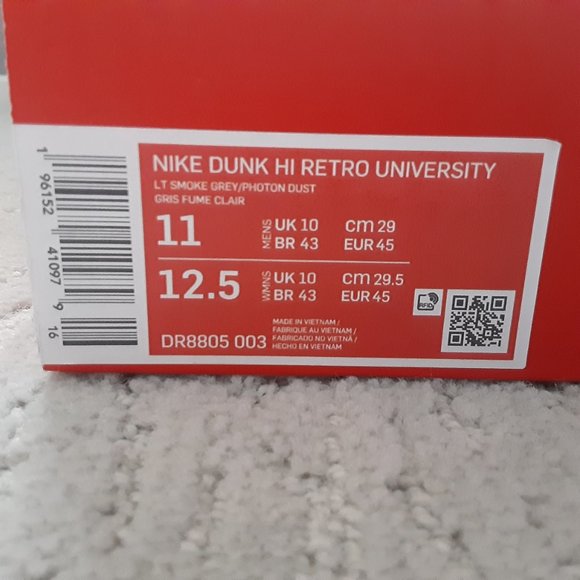 NIKE DUNK HI RETRO UNIVERSITY
LT SMOKE GREY/PHOTON DUST
GRIS FUME CLAIR
11 MENS UK 10 cm 29
BR 43 EUR 45
12.5 WMNS UK 10 cm 29.5
BR 43 EUR 45
RFID
MADE IN VIETNAM /
FABRIQUE AU VIETNAM /
FABRICADO NO VIETNÃ /
HECHO EN VIETNAM
DR8805 003
1 96152 41097 9 16